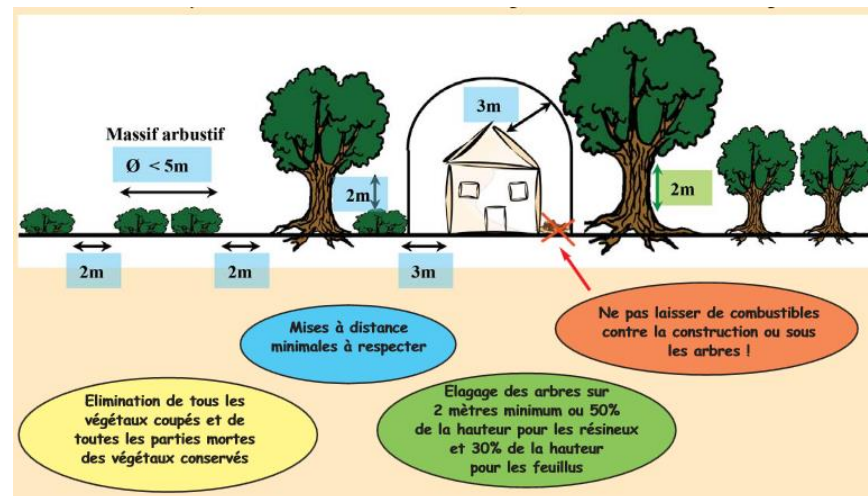 3m
Massif arbustif
Ø < 5m
2m
2m
2m
2m
3m
Mises à distance
minimales à respecter
Ne pas laisser de combustibles
contre la construction ou sous
les arbres !
Elimination de tous les
végétaux coupés et de
toutes les parties mortes
des végétaux conservés
Elagage des arbres sur
2 mètres minimum ou 50%
de la hauteur pour les résineux
et 30% de la hauteur
pour les feuillus